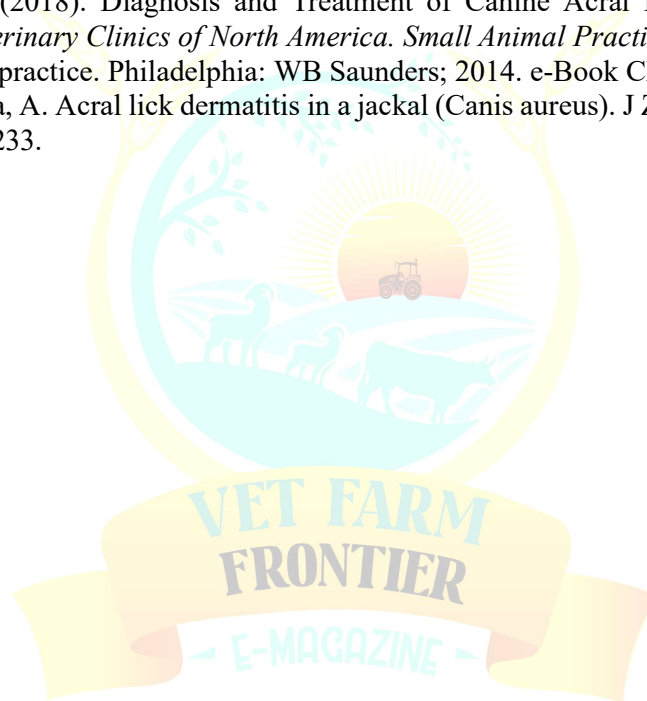 (2018). Diagnosis and Treatment of Canine Acral
erinary Clinics of North America. Small Animal Practi
practice. Philadelphia: WB Saunders; 2014. e-Book Cl
a, A. Acral lick dermatitis in a jackal (Canis aureus). J Z
233.
VET FARM
FRONTIER
E-MAGAZINE